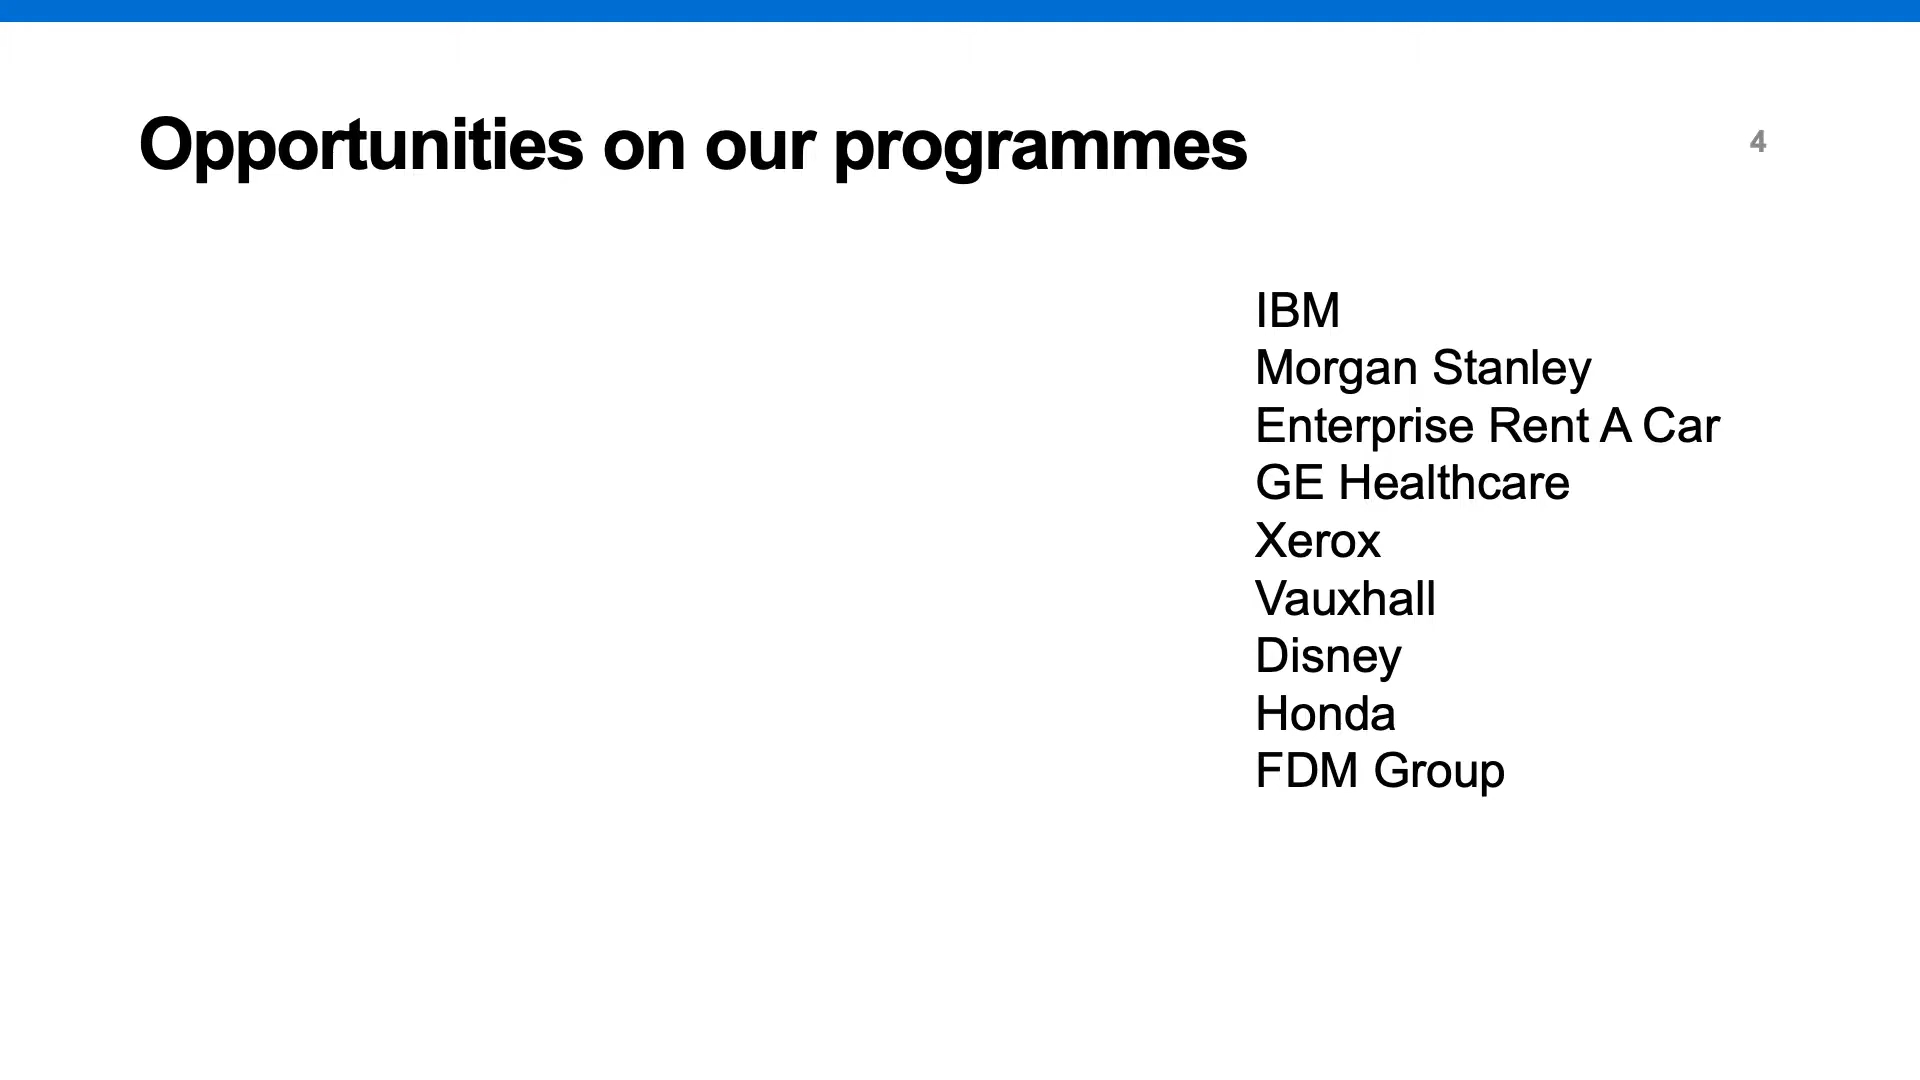 Opportunities on our programmes
4
IBM
Morgan Stanley
Enterprise Rent A Car
GE Healthcare
Xerox
Vauxhall
Disney
Honda
FDM Group